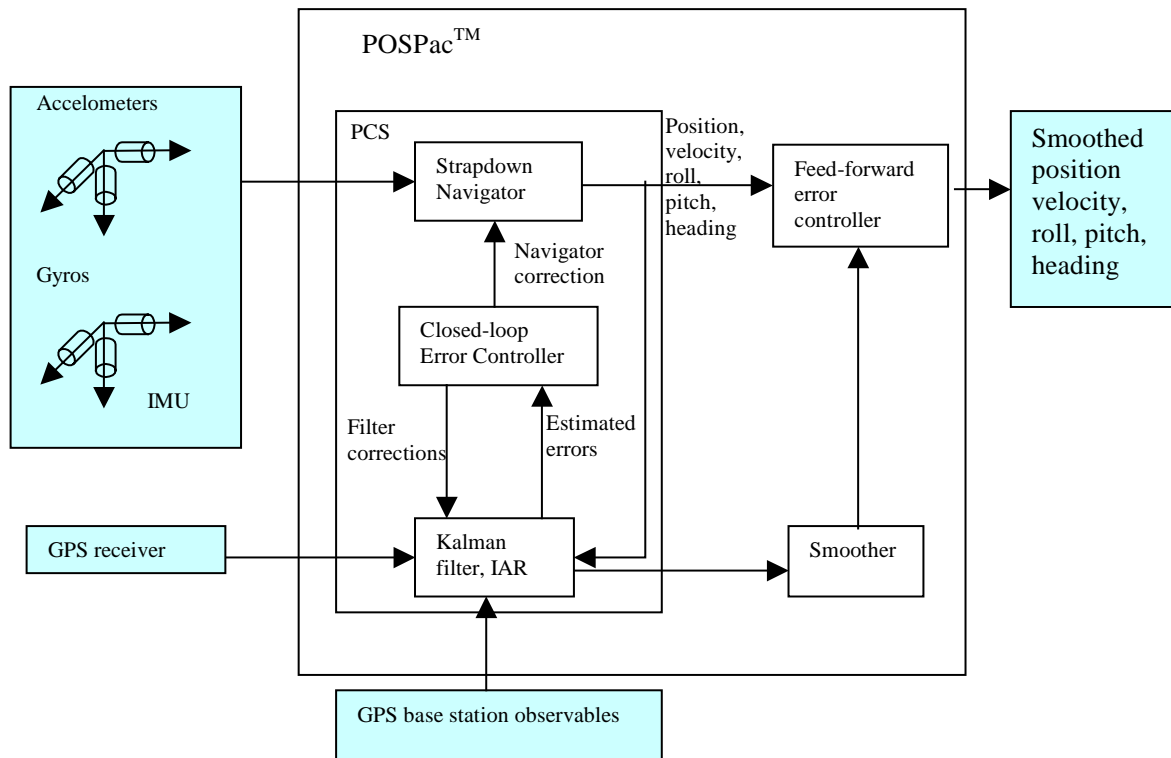 POSPac™
Accelometers
Gyros
IMU
PCS
Strapdown
Navigator
Position,
velocity,
roll,
pitch,
heading
Feed-forward
error
controller
Smoothed
position
velocity,
roll, pitch,
heading
Navigator
correction
Closed-loop
Error Controller
Filter
corrections
Estimated
errors
GPS receiver
Kalman
filter, IAR
Smoother
GPS base station observables